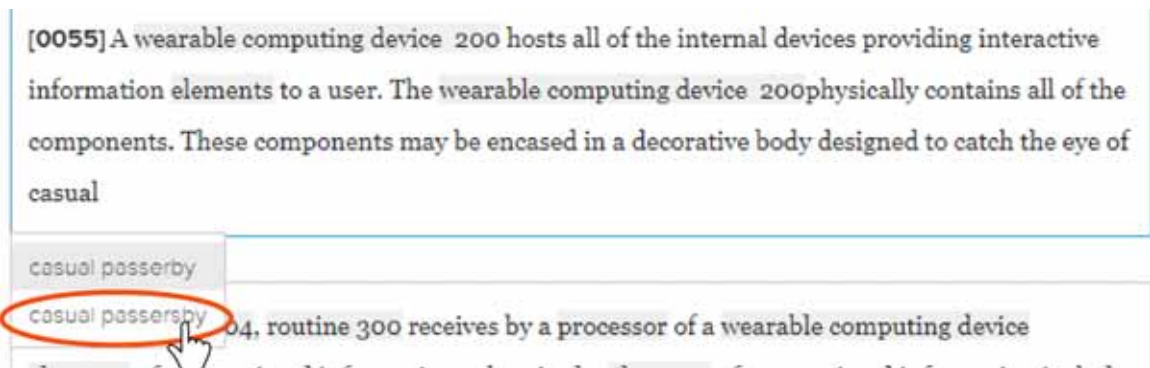 [0055] A wearable computing device 200 hosts all of the internal devices providing interactive
information elements to a user. The wearable computing device 200physically contains all of the
components. These components may be encased in a decorative body designed to catch the eye of
casual
casual passerby
casual passersby
04, routine 300 receives by a processor of a wearable computing device